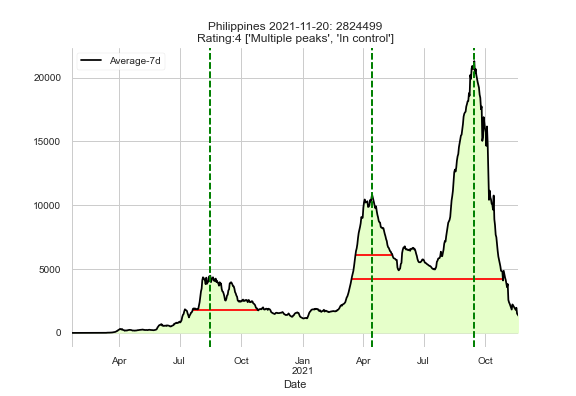 Philippines 2021-11-20: 2824499
Rating:4 ['Multiple peaks', 'In control']
Average-7d
20000
15000
10000
5000
0
Apr
Jul
Oct
Jan
2021
Apr
Jul
Oct
Date